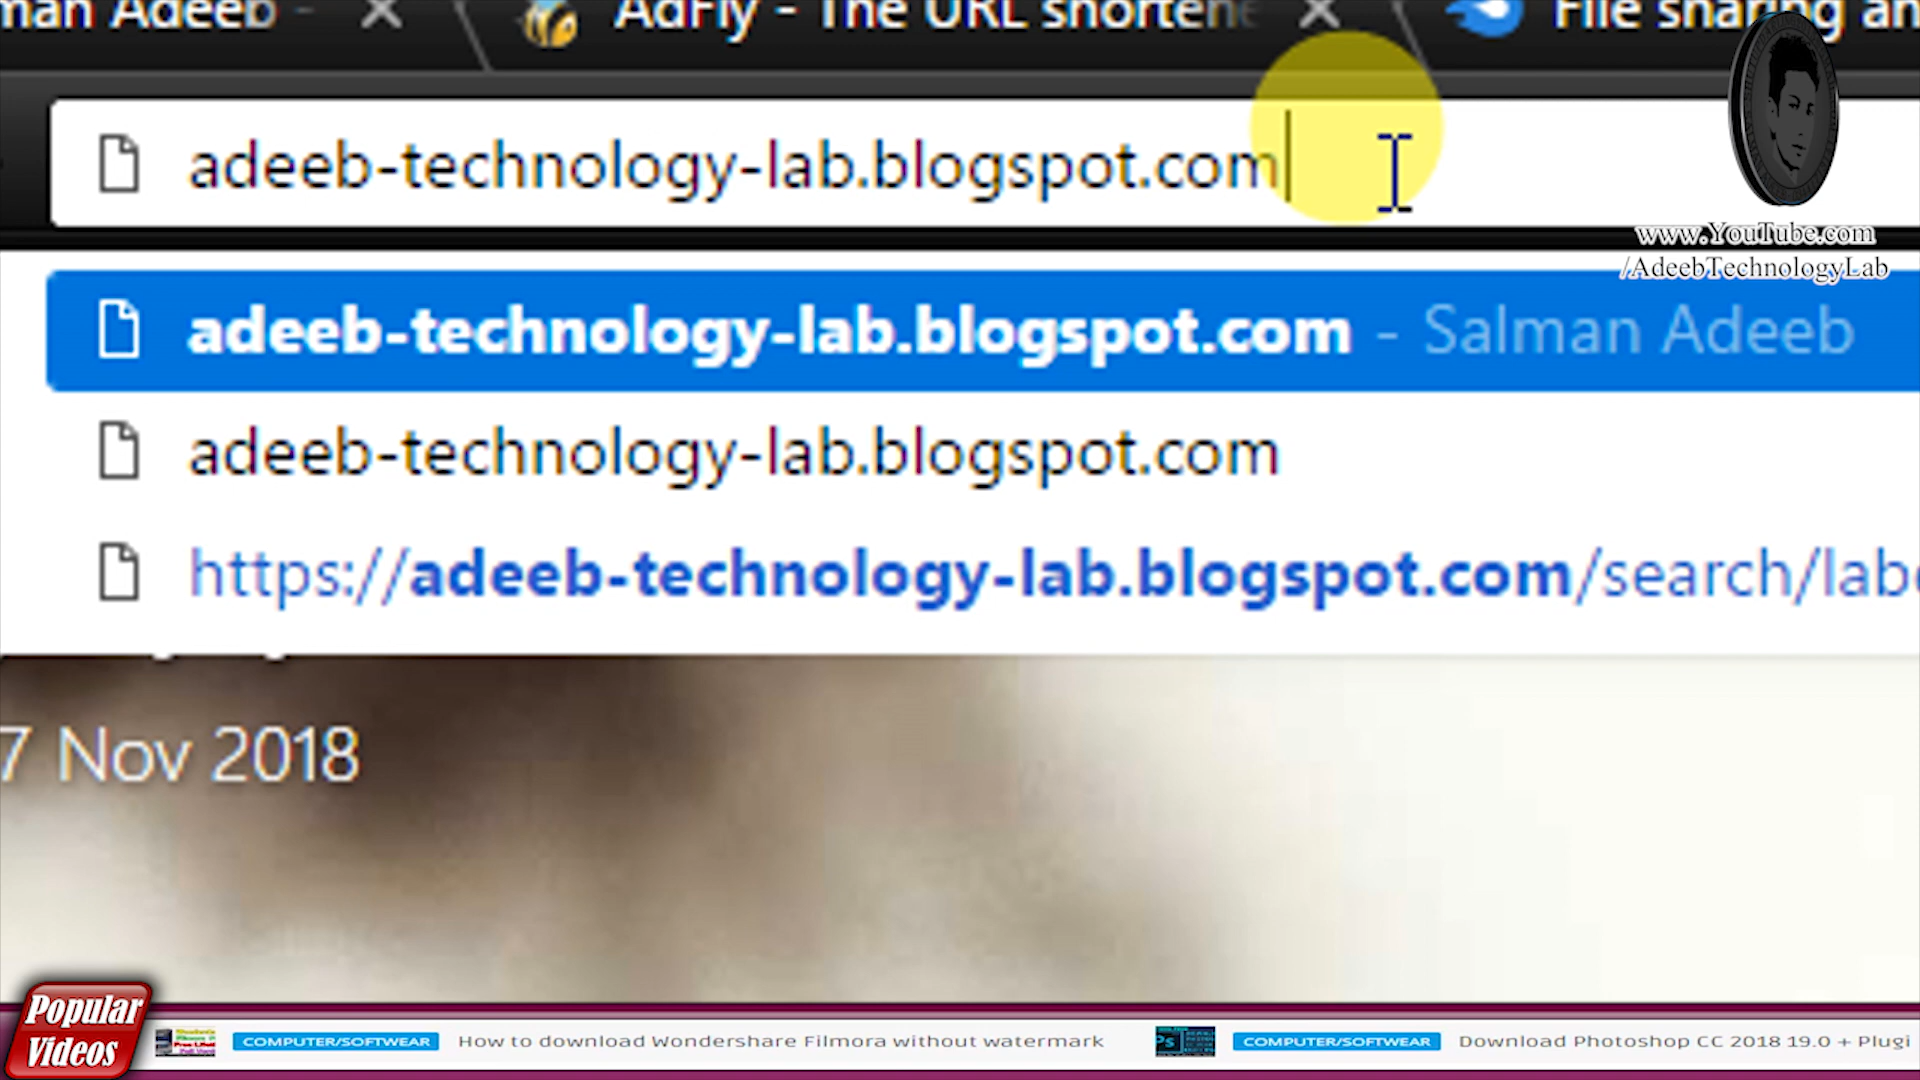 man Adeeb -
AdFly - The URL shortene
File sharing an
adeeb-technology-lab.blogspot.com
www.YouTube.com
/AdeebTechnologyLab
adeeb-technology-lab.blogspot.com - Salman Adeeb
adeeb-technology-lab.blogspot.com
https://adeeb-technology-lab.blogspot.com/search/labe
7 Nov 2018
Popular
Videos
COMPUTER/SOFTWEAR How to download Wondershare Filmora without watermark
COMPUTER/SOFTWEAR Download Photoshop CC 2018 19.0 + Plugi